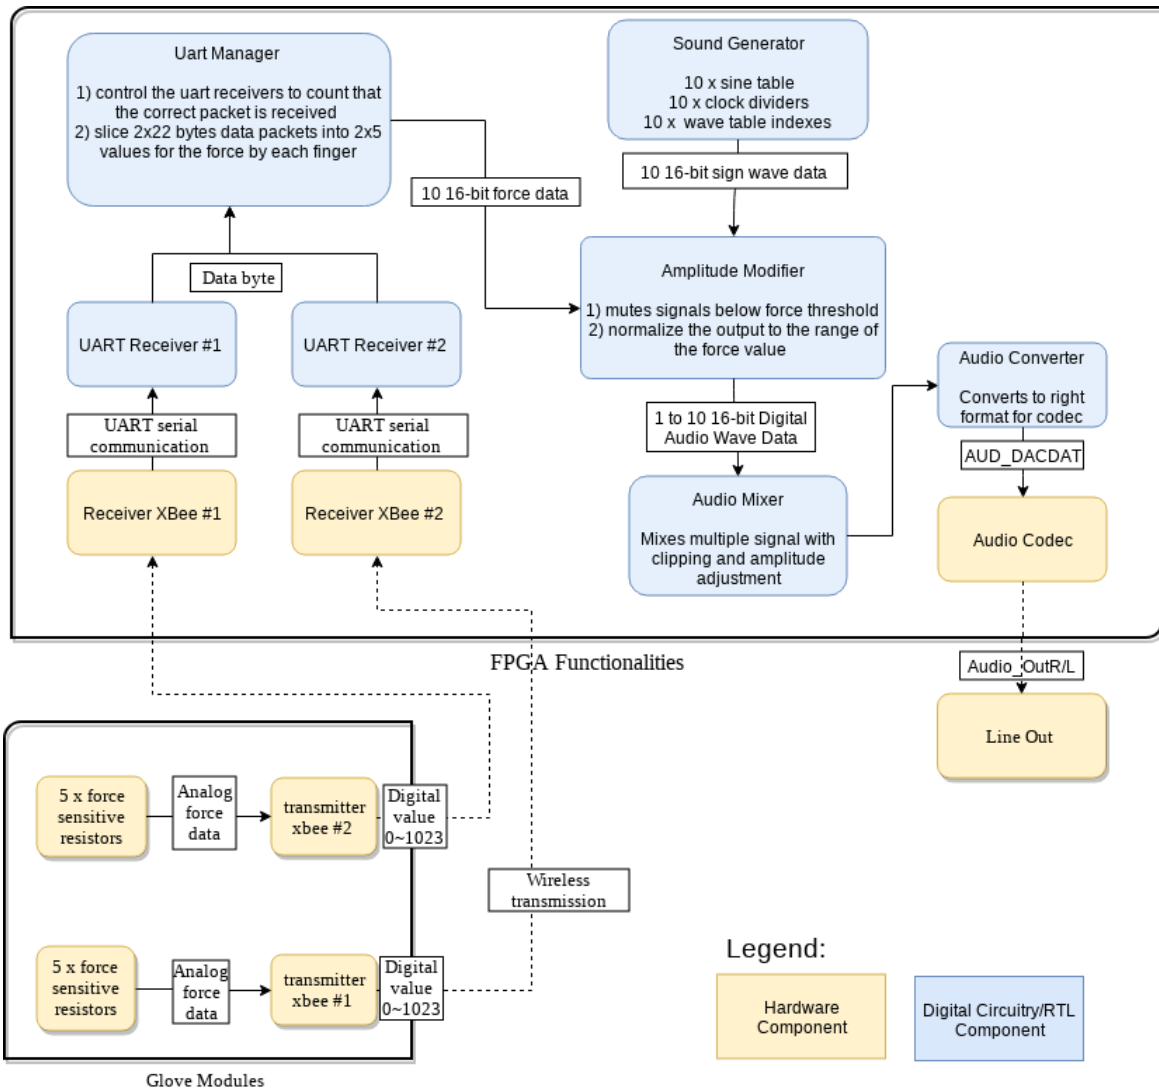 Uart Manager
1) control the uart receivers to count that
the correct packet is received
2) slice 2x22 bytes data packets into 2x5
values for the force by each finger
Sound Generator
10 x sine table
10 x clock dividers
10 x wave table indexes
10 16-bit sign wave data
10 16-bit force data
Data byte
Amplitude Modifier
1) mutes signals below force threshold
2) normalize the output to the range of
the force value
UART Receiver #1
UART Receiver #2
Audio Converter
Converts to right
format for codec
UART serial
communication
UART serial
communication
1 to 10 16-bit Digital
Audio Wave Data
AUD_DACDAT
Receiver XBee #1
Receiver XBee #2
Audio Mixer
Mixes multiple signal with
clipping and amplitude
adjustment
Audio Codec
FPGA Functionalities
Audio_OutR/L
Line Out
5 x force
sensitive
resistors
Analog
force
data
transmitter
xbee #2
Digital
value
0~1023
Wireless
transmission
5 x force
sensitive
resistors
Analog
force
data
transmitter
xbee #1
Digital
value
0~1023
Glove Modules
Legend:
Hardware
Component
Digital Circuitry/RTL
Component